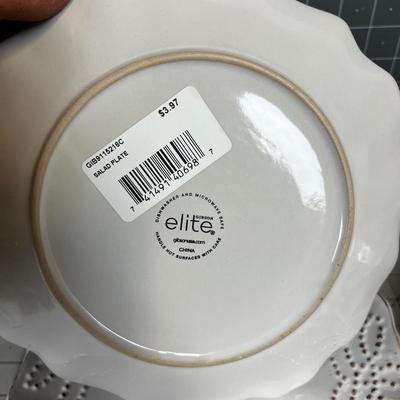 $3.97
GIB9115216C
SALAD PLATE
7 41491 40698 7
DISHWASHER AND MICROWAVE SAFE
GIBSON
elite®
gibsonusa.com
CHINA
HANDLE HOT SURFACES WITH CARE